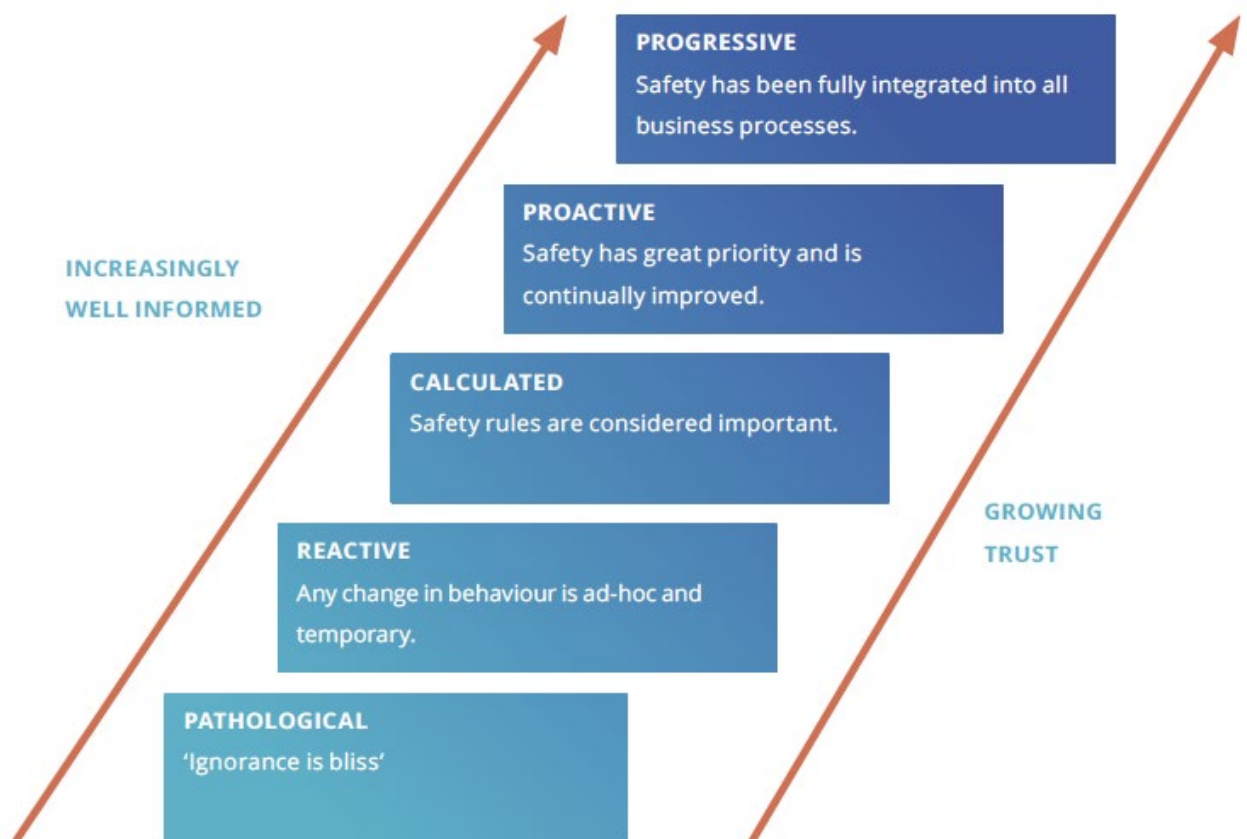 PROGRESSIVE
Safety has been fully integrated into all
business processes.
PROACTIVE
Safety has great priority and is
continually improved.
INCREASINGLY
WELL INFORMED
CALCULATED
Safety rules are considered important.
GROWING
TRUST
REACTIVE
Any change in behaviour is ad-hoc and
temporary.
PATHOLOGICAL
‘Ignorance is bliss’